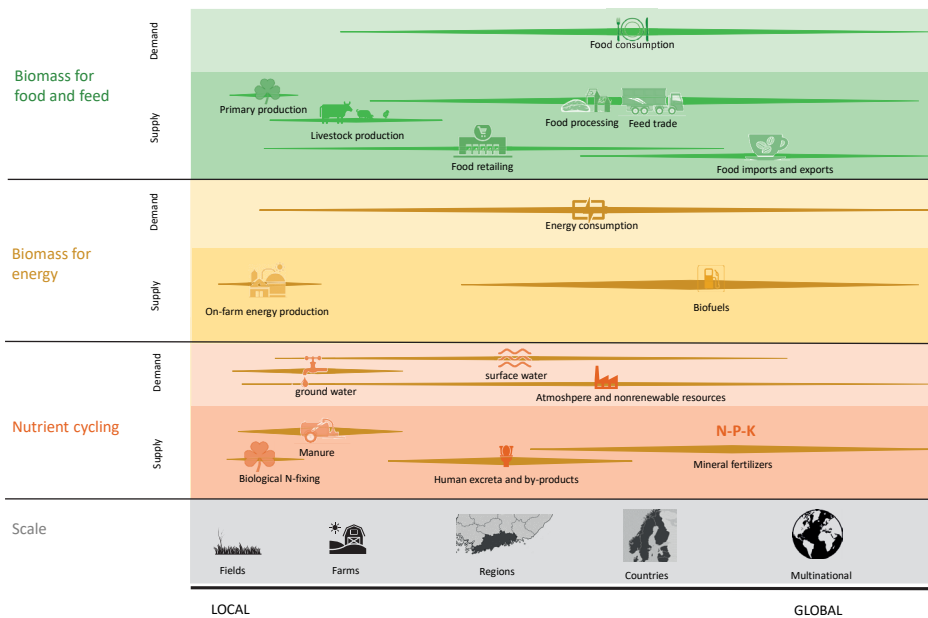 Biomass for
food and feed
Demand
Food consumption
Supply
Primary production
Livestock production
Food processing
Feed trade
Food retailing
Food imports and exports
Biomass for
energy
Demand
Energy consumption
Supply
On-farm energy production
Biofuels
Nutrient cycling
Demand
surface water
ground water
Atmoshpere and nonrenewable resources
Supply
N-P-K
Manure
Mineral fertilizers
Biological N-fixing
Human excreta and by-products
Scale
Fields
Farms
Regions
Countries
Multinational
LOCAL
GLOBAL